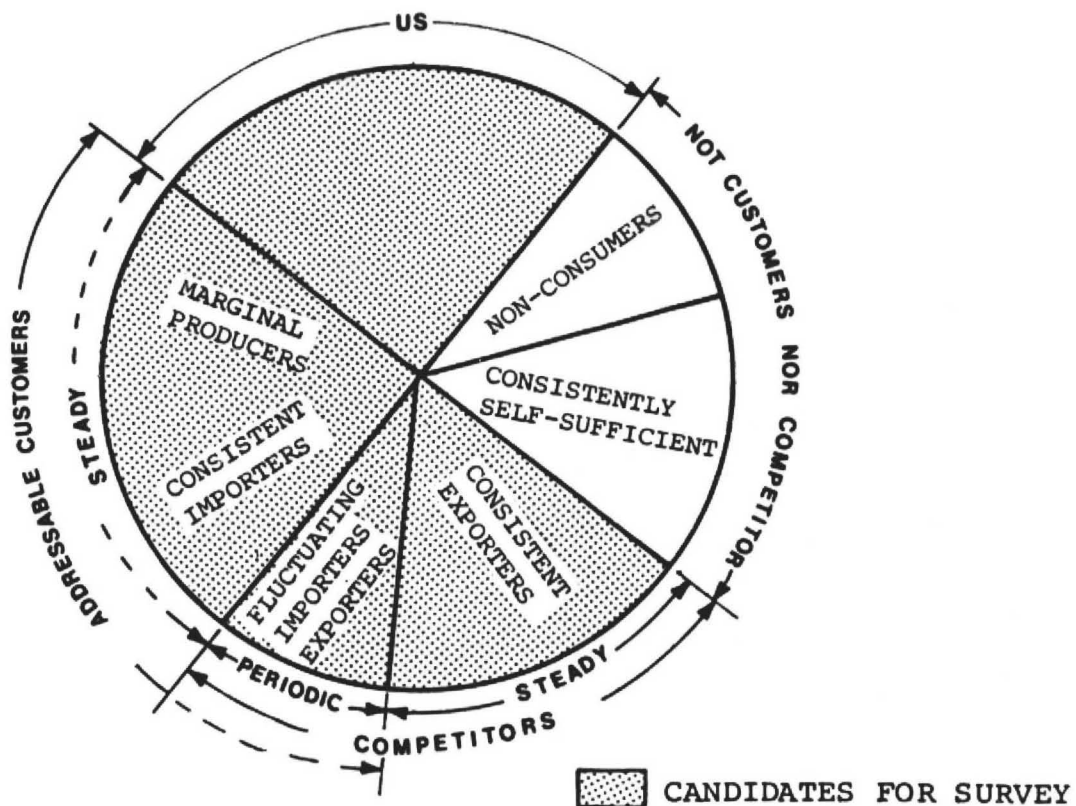 US
NOT CUSTOMERS NOR COMPETITOR
NON-CONSUMERS
MARGINAL
PRODUCERS
CONSISTENTLY
SELF-SUFFICIENT
ADDRESSABLE CUSTOMERS
STEADY
CONSISTENT
IMPORTERS
FLUCTUATING
IMPORTERS
EXPORTERS
CONSISTENT
EXPORTERS
PERIODIC
STEADY
COMPETITORS
CANDIDATES FOR SURVEY